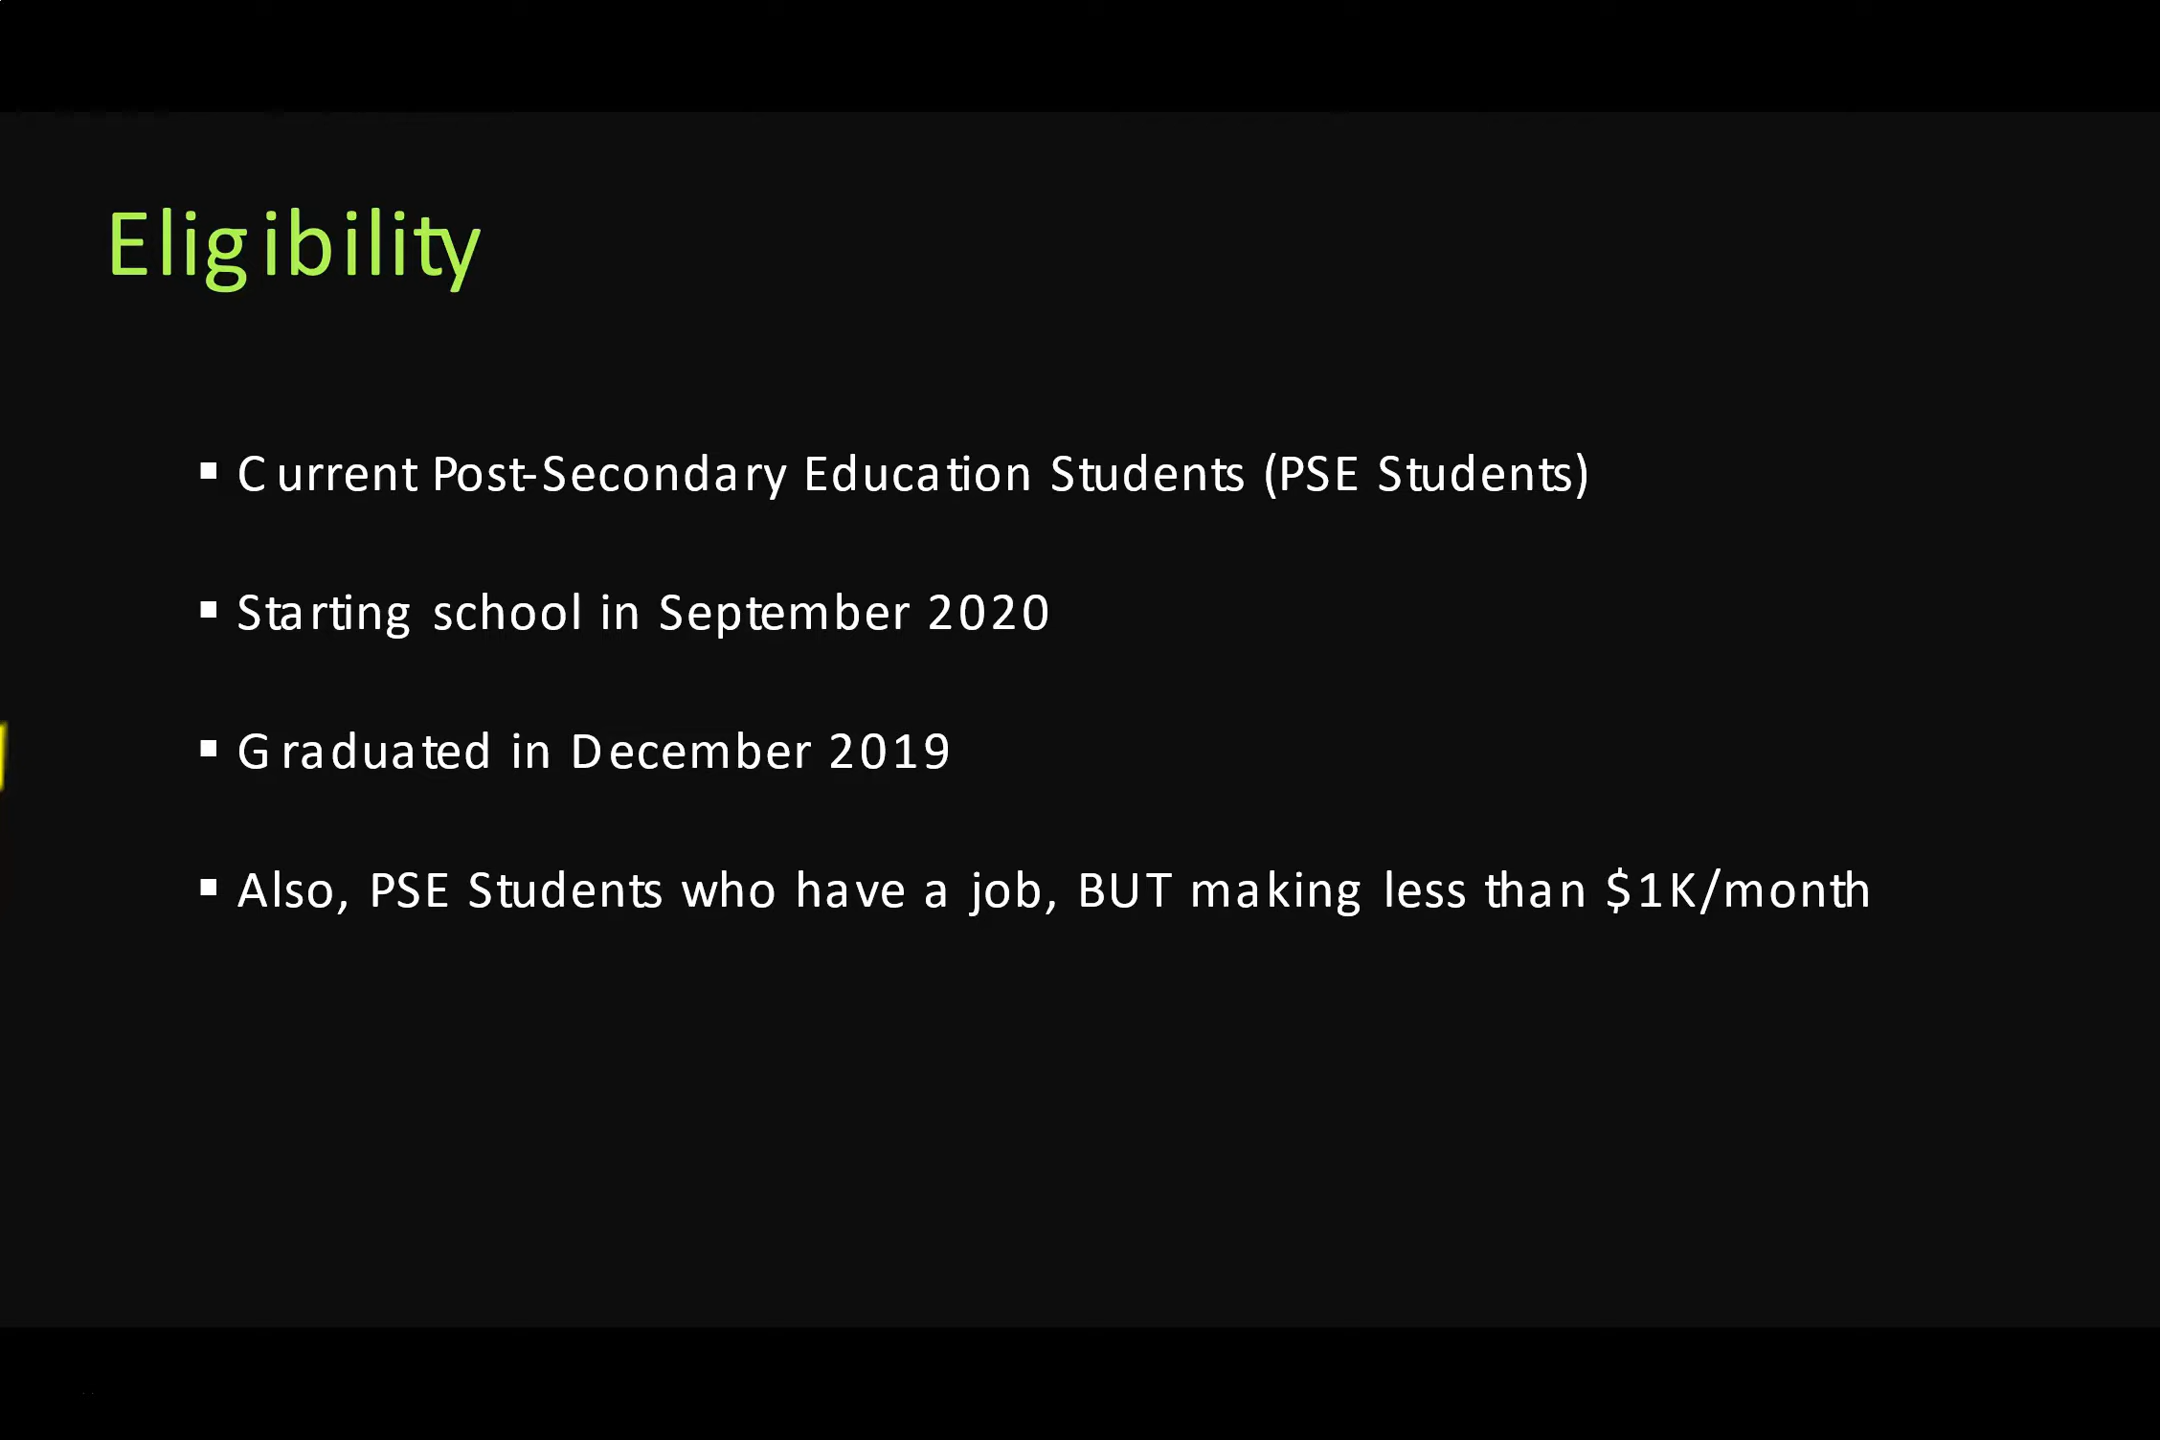 Eligibility
▪ Current Post-Secondary Education Students (PSE Students)
▪ Starting school in September 2020
▪ Graduated in December 2019
▪ Also, PSE Students who have a job, BUT making less than $1K/month